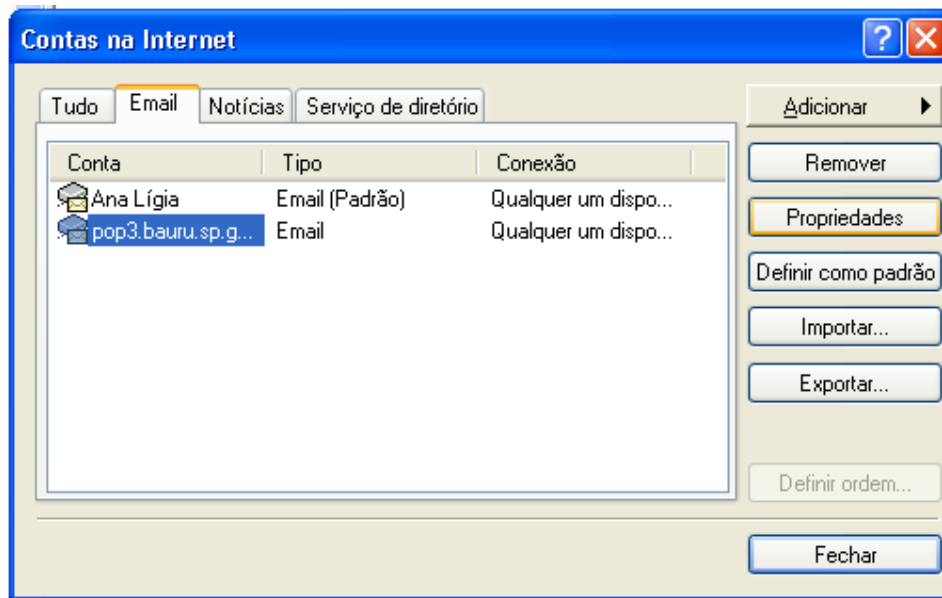 Contas na Internet
Tudo Email Notícias Serviço de diretório
Adicionar
Conta Tipo Conexão
Remover
Ana Lígia Email (Padrão) Qualquer um dispo...
pop3.bauru.sp.g... Email Qualquer um dispo...
Propriedades
Definir como padrão
Importar...
Exportar...
Definir ordem...
Fechar